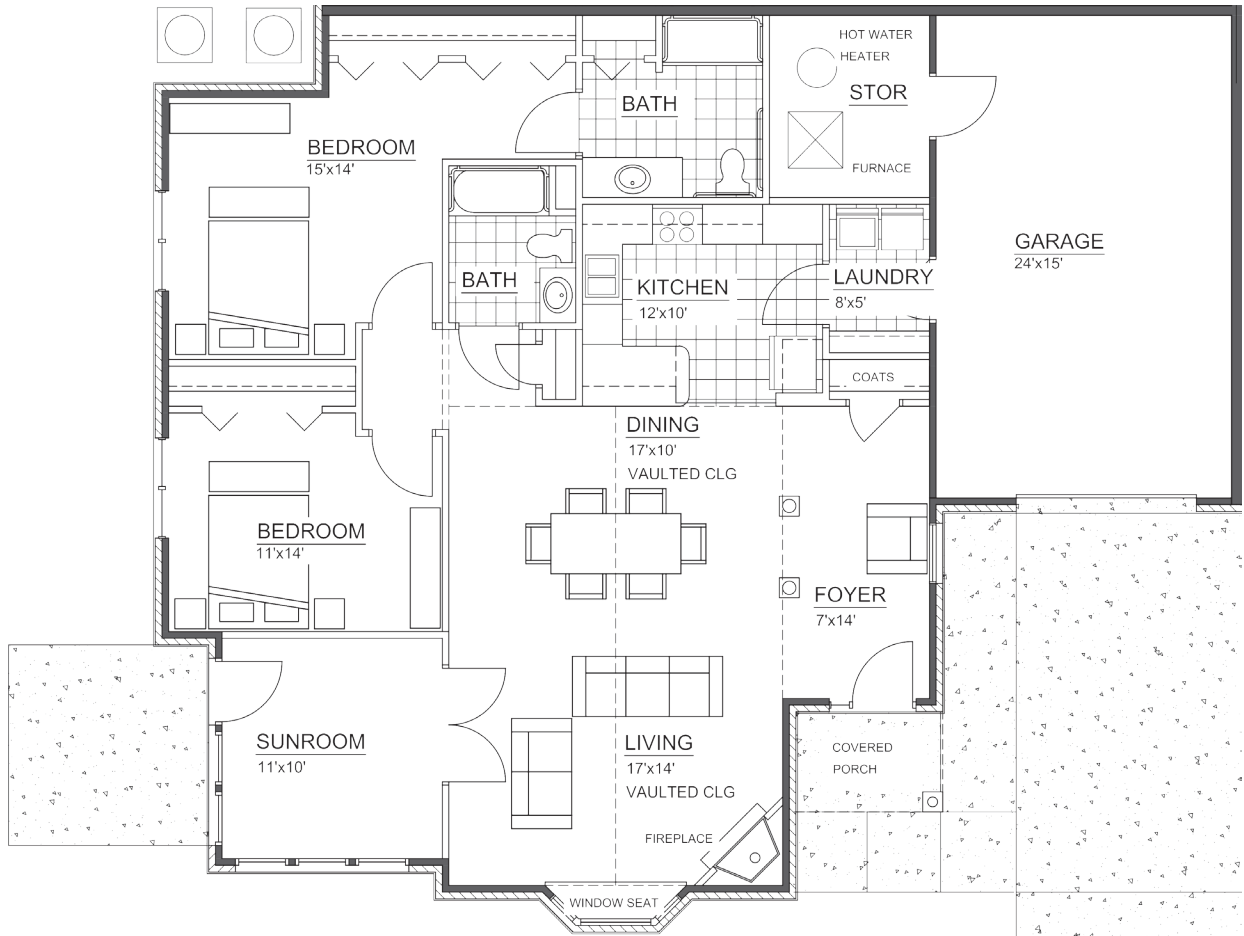 HOT WATER
HEATER
STOR
FURNACE
BATH
BEDROOM
15'x14'
GARAGE
24'x15'
BATH
KITCHEN
12'x10'
LAUNDRY
8'x5'
COATS
DINING
17'x10'
VAULTED CLG
BEDROOM
11'x14'
FOYER
7'x14'
SUNROOM
11'x10'
LIVING
17'x14'
VAULTED CLG
COVERED
PORCH
FIREPLACE
WINDOW SEAT